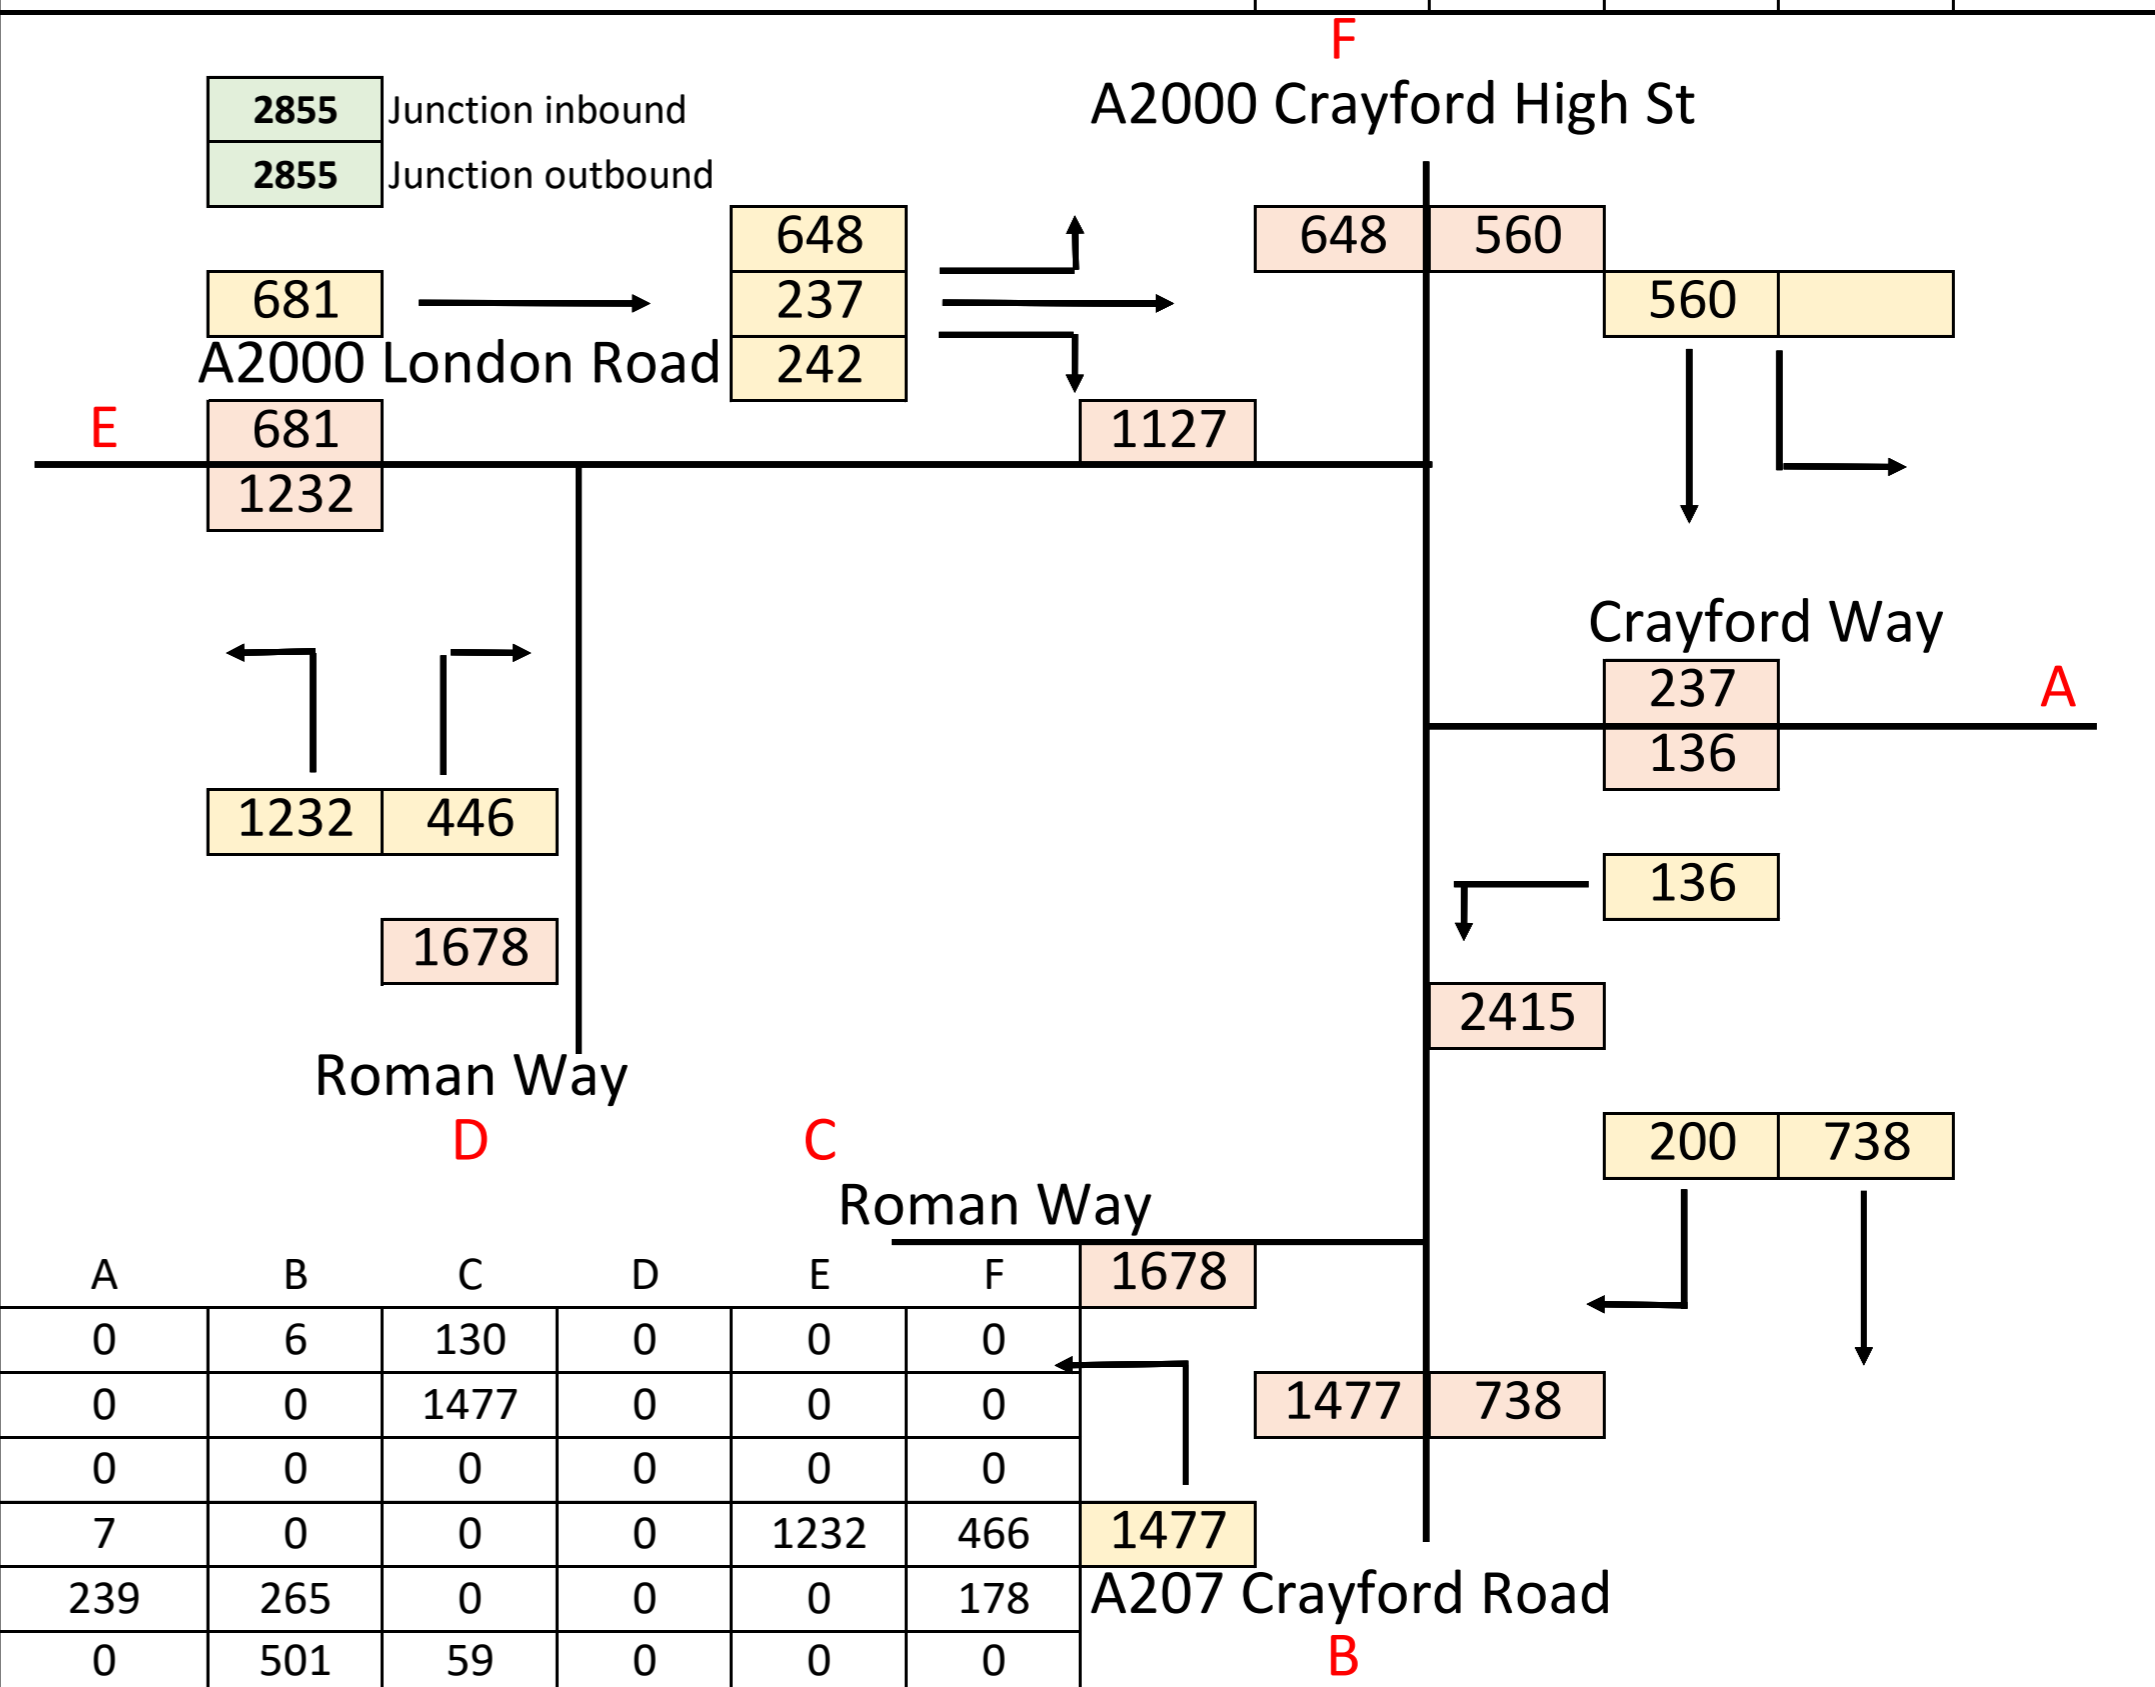 F
A2000 Crayford High St
2855 Junction inbound
2855 Junction outbound
648
648 560
681
237
560
A2000 London Road
242
E
681
1127
1232
Crayford Way
237
A
136
1232 446
136
1678
2415
Roman Way
D
C
200 738
Roman Way
A B C D E F
1678
0 6 130 0 0 0
0 0 1477 0 0 0
1477 738
0 0 0 0 0 0
7 0 0 0 1232 466
1477
239 265 0 0 0 178
A207 Crayford Road
0 501 59 0 0 0
B